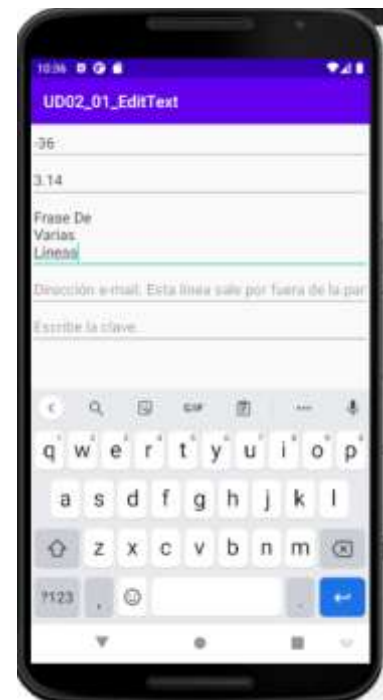 10:36
UD02_01_EditText
-36
3.14
Frase De
Varias
Lineas
Dirección e-mail. Esta línea sale por fuera de la par
Escribe la clave
GIF
q w e r t y u i o p
a s d f g h j k l
z x c v b n m
?123 , .